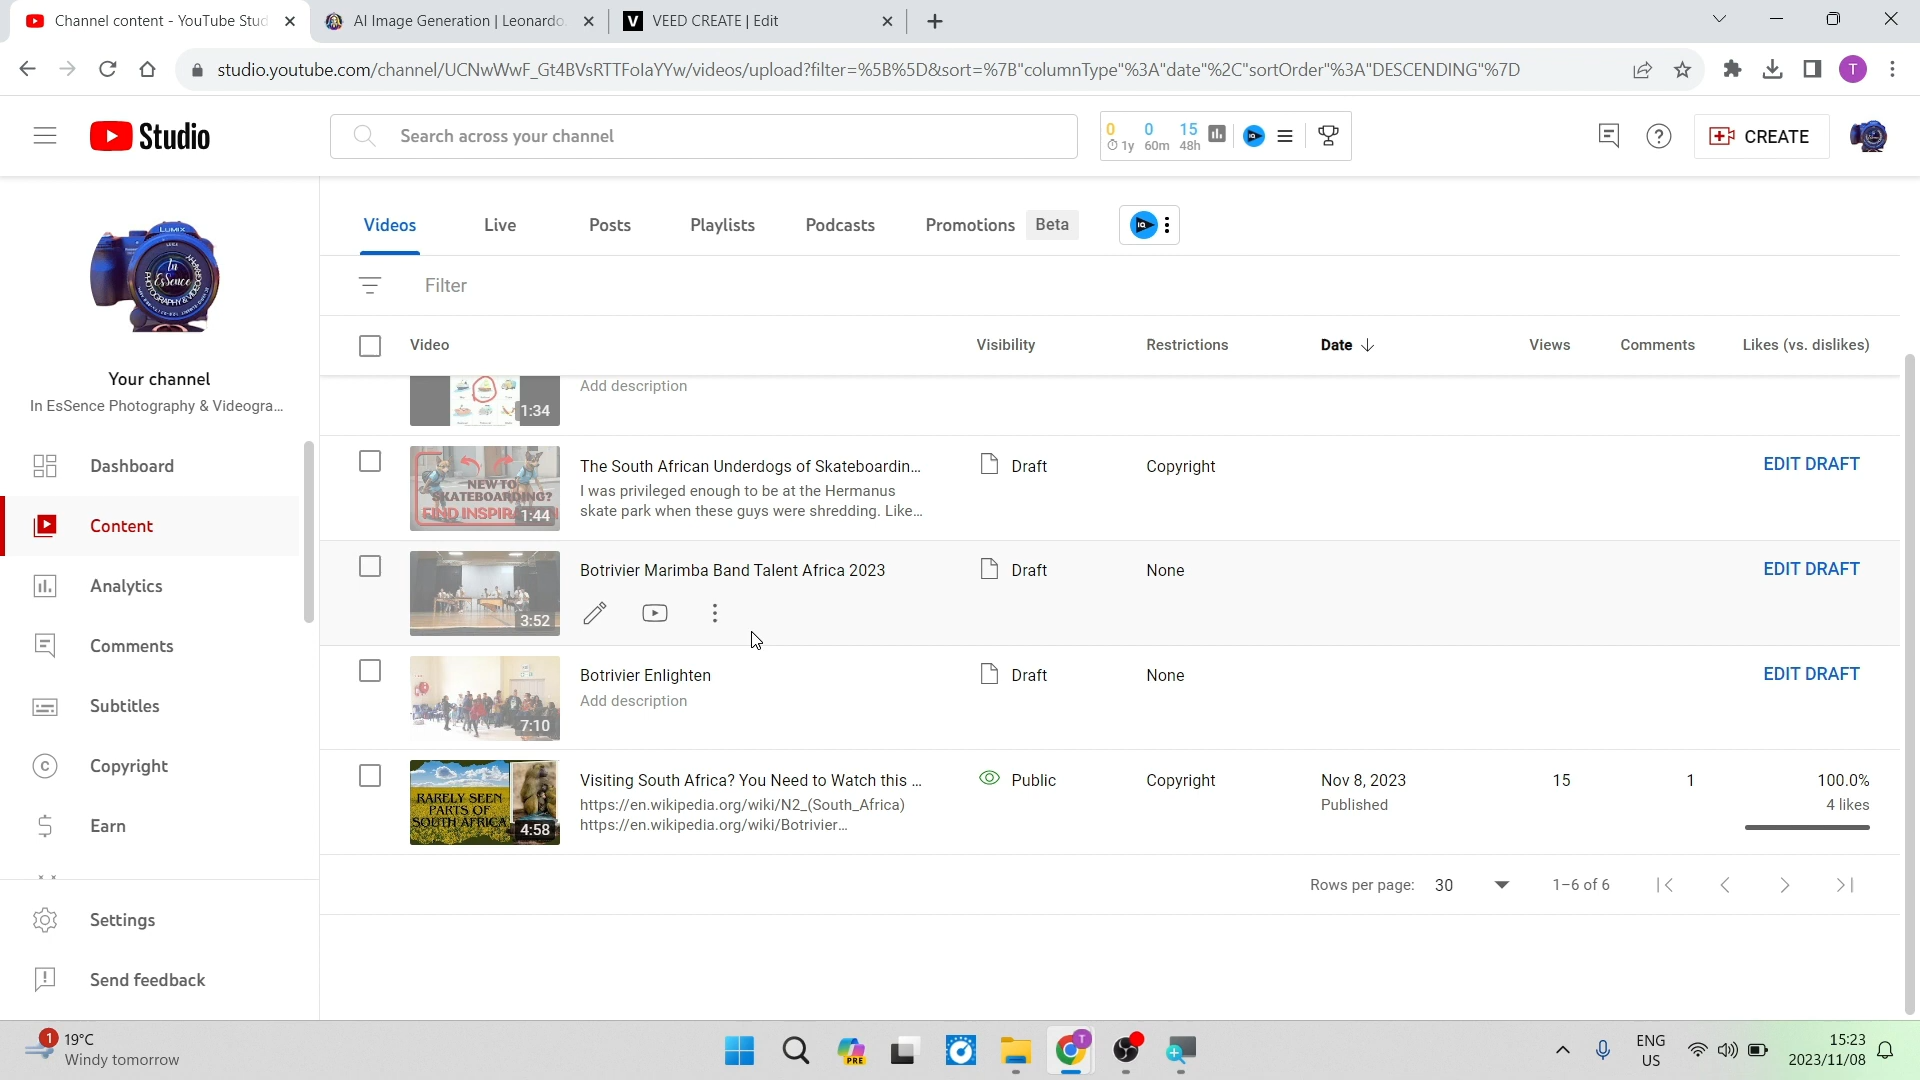 Channel content - YouTube Stud
AI Image Generation | Leonardo.
VEED CREATE | Edit
studio.youtube.com/channel/UCNwWwF_Gt4BVsRTTFolaYYw/videos/upload?filter=%5B%5D&sort=%7B"columnType"%3A"date"%2C"sortOrder"%3A"DESCENDING"%7D
T
Studio
Search across your channel
0 0 15
1y 60m 48h
CREATE
Videos Live Posts Playlists Podcasts Promotions Beta
Filter
Video Visibility Restrictions Date Views Comments Likes (vs. dislikes)
LUMIX
In
EsSence
Your channel
In EsSence Photography & Videogra...
Dashboard
Content
Analytics
Comments
Subtitles
Copyright
Earn
Settings
Send feedback
Add description
1:34
NEW TO
SKATEBOARDING?
FIND INSPIR
1:44
The South African Underdogs of Skateboardin...
I was privileged enough to be at the Hermanus
skate park when these guys were shredding. Like...
Draft
Copyright
EDIT DRAFT
3:52
Botrivier Marimba Band Talent Africa 2023
Draft
None
EDIT DRAFT
7:10
Botrivier Enlighten
Add description
Draft
None
EDIT DRAFT
RARELY SEEN
PARTS OF
SOUTH AFRICA
4:58
Visiting South Africa? You Need to Watch this ...
https://en.wikipedia.org/wiki/N2_(South_Africa)
https://en.wikipedia.org/wiki/Botrivier...
Public
Copyright
Nov 8, 2023
Published
15
1
100.0%
4 likes
Rows per page: 30 1–6 of 6
1
19°C
Windy tomorrow
PRE
T
ENG
US
15:23
2023/11/08